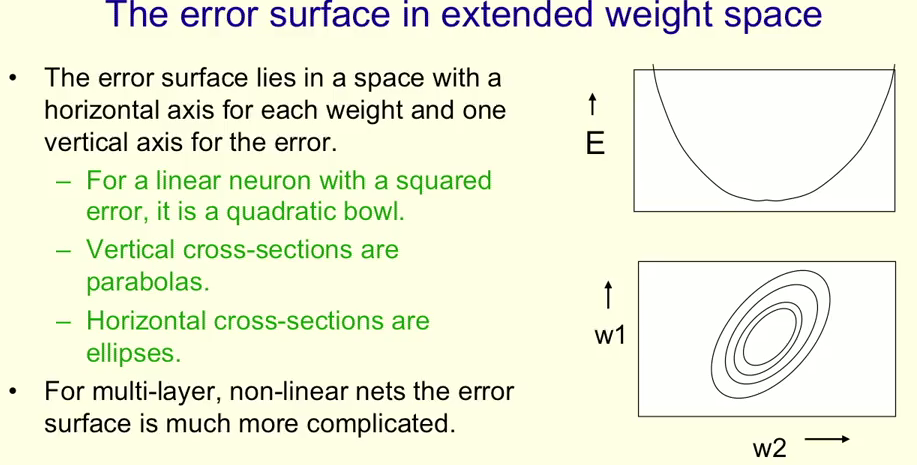 The error surface in extended weight space
• The error surface lies in a space with a
horizontal axis for each weight and one
vertical axis for the error.
– For a linear neuron with a squared
error, it is a quadratic bowl.
– Vertical cross-sections are
parabolas.
– Horizontal cross-sections are
ellipses.
• For multi-layer, non-linear nets the error
surface is much more complicated.
E
w1
w2